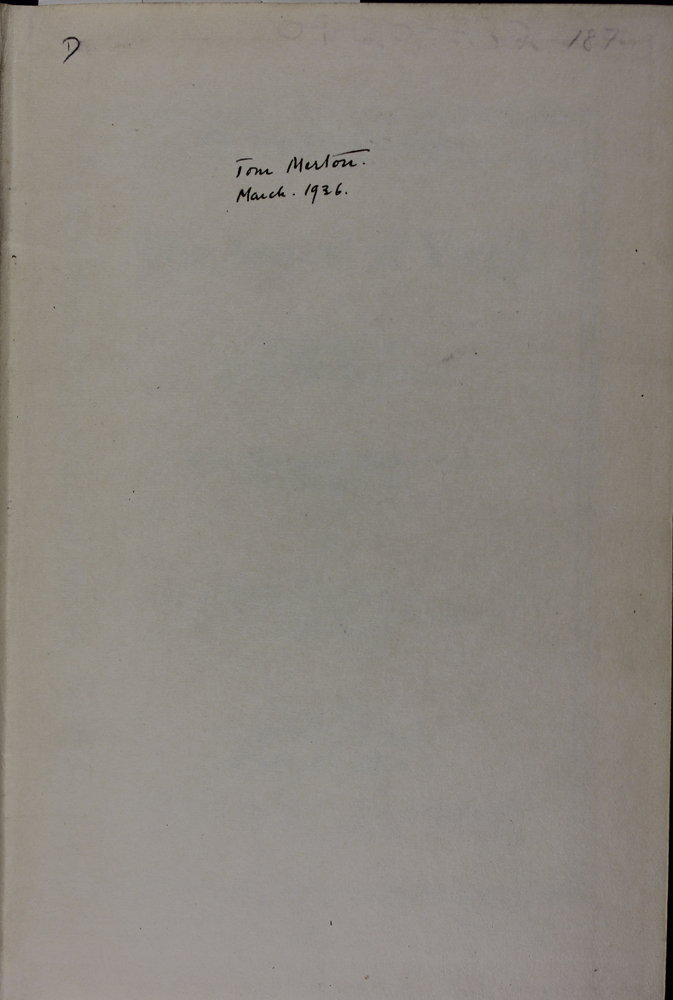 D
Tom Merton.
March. 1936.